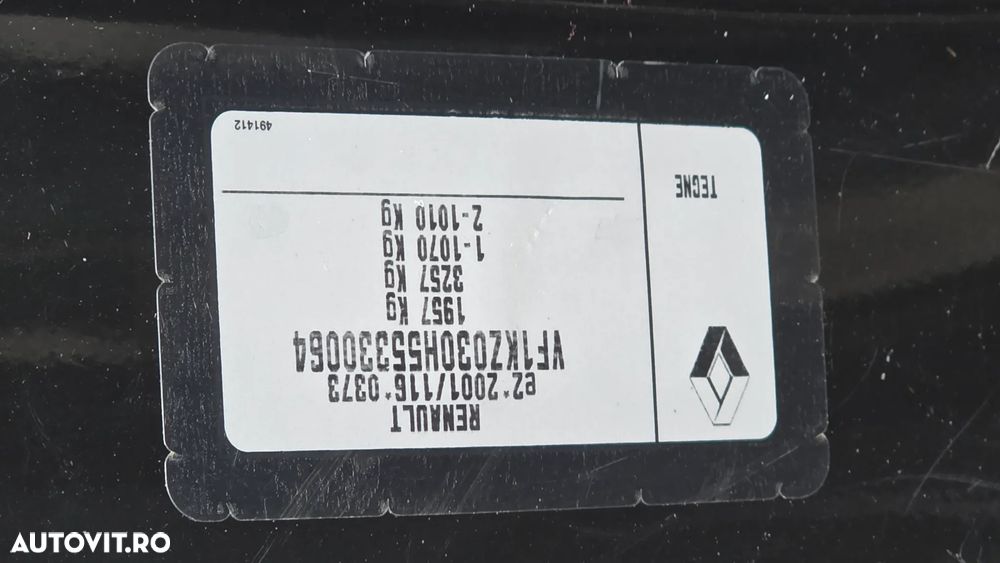 RENAULT
e2*2001/116*0373
VF1KZ030H55330064
1957 Kg
3257 Kg
1-1070 Kg
2-1010 Kg
TEGNE
491412
AUTOVIT.RO